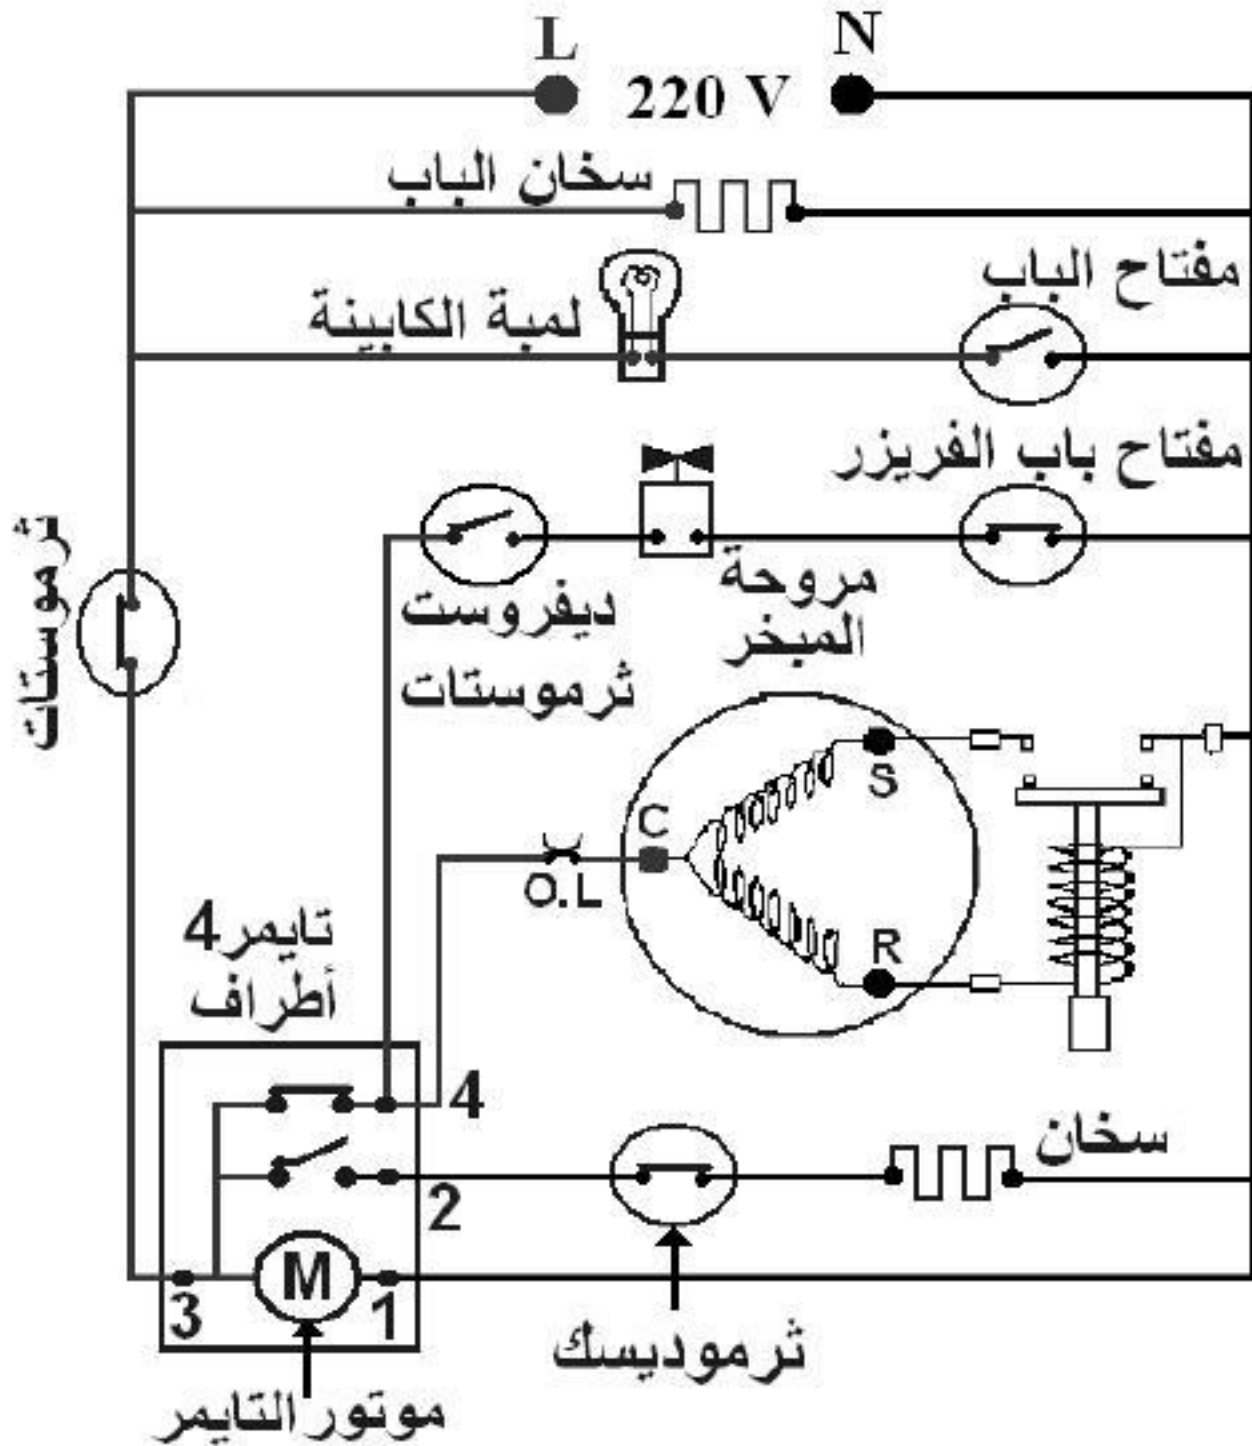 L
N
220 V
سخان الباب
مفتاح الباب
لمبة الكابينة
مفتاح باب الفريزر
ثرموستات
ديفروست
ثرموستات
مروحة
المبخر
S
C
O.L
R
تايمر4
أطراف
4
سخان
2
M
3
1
ثرموديسك
موتور التايمر